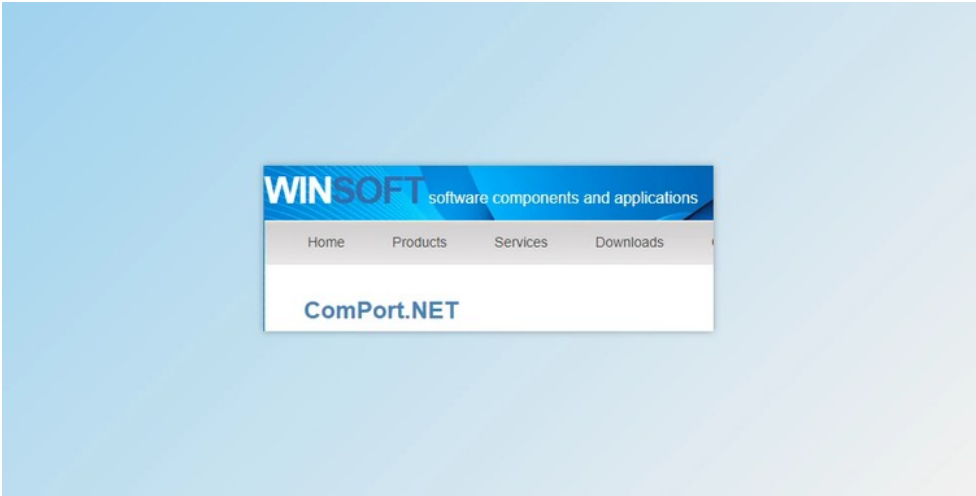 WINSOFT software components and applications
Home Products Services Downloads
ComPort.NET